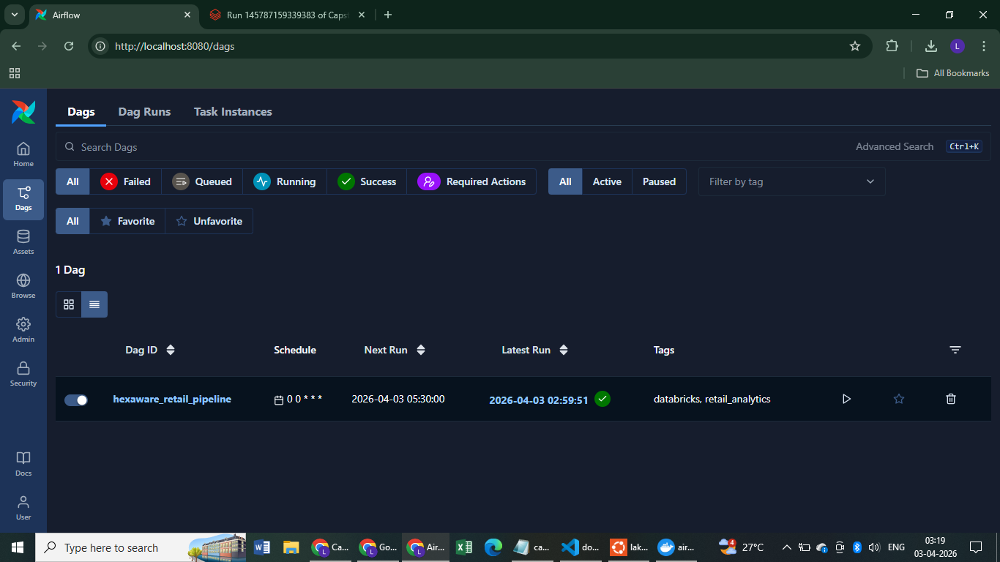 Airflow
Run 145787159339383 of Capst
http://localhost:8080/dags
L
All Bookmarks
Dags Dag Runs Task Instances
Search Dags Advanced Search Ctrl+K
All Failed Queued Running Success Required Actions All Active Paused Filter by tag
All Favorite Unfavorite
Home
Dags
Assets
Browse
Admin
Security
Docs
User
1 Dag
Dag ID Schedule Next Run Latest Run Tags
hexaware_retail_pipeline 0 0 * * * 2026-04-03 05:30:00 2026-04-03 02:59:51 databricks, retail_analytics
Type here to search Ca... Go... Air... ca... do... lak... air... 4 27°C ENG 03:19
03-04-2026